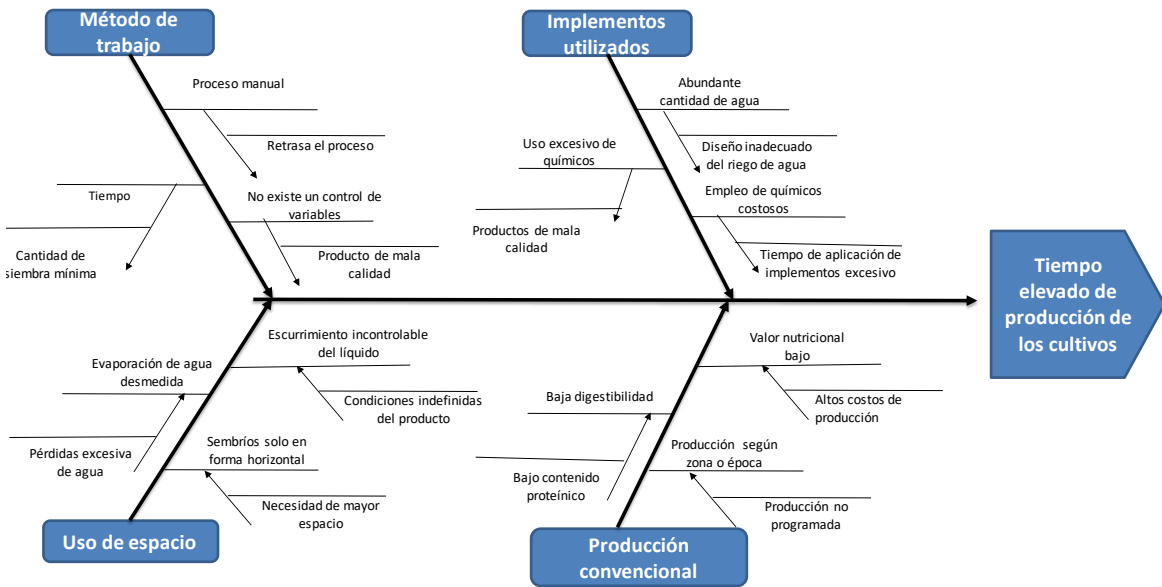 Método de
trabajo
Implementos
utilizados
Proceso manual
Retrasa el proceso
Tiempo
Cantidad de
siembra mínima
No existe un control de
variables
Producto de mala
calidad
Abundante
cantidad de agua
Diseño inadecuado
del riego de agua
Uso excesivo de
químicos
Productos de mala
calidad
Empleo de químicos
costosos
Tiempo de aplicación de
implementos excesivo
Tiempo
elevado de
producción de
los cultivos
Escurrimiento incontrolable
del líquido
Condiciones indefinidas
del producto
Evaporación de agua
desmedida
Pérdidas excesiva
de agua
Sembríos solo en
forma horizontal
Necesidad de mayor
espacio
Valor nutricional
bajo
Altos costos de
producción
Baja digestibilidad
Bajo contenido
proteínico
Producción según
zona o época
Producción no
programada
Uso de espacio
Producción
convencional